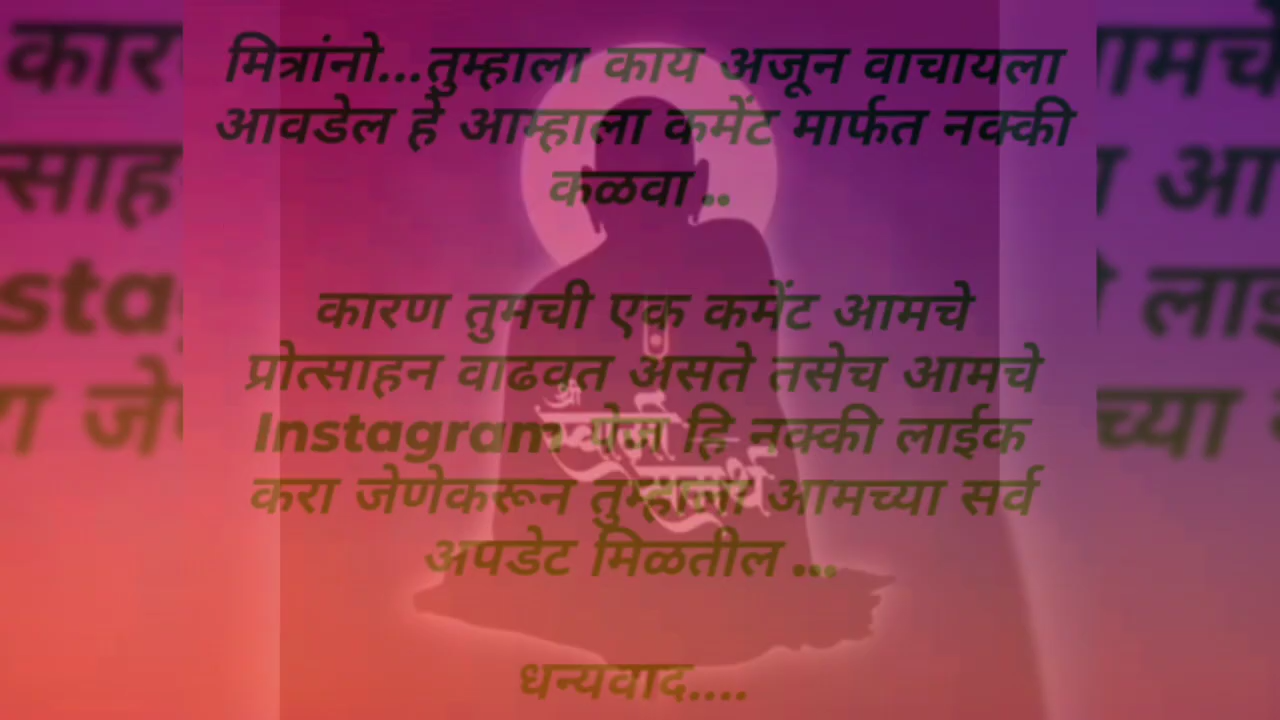 मित्रांनो...तुम्हाला काय अजून वाचायला
आवडेल हे आम्हाला कमेंट मार्फत नक्की
कळवा ..
कारण तुमची एक कमेंट आमचे
प्रोत्साहन वाढवत असते तसेच आमचे
Instagram पेज हि नक्की लाईक
करा जेणेकरून तुम्हाला आमच्या सर्व
अपडेट मिळतील ...
धन्यवाद....
श्री
स्वामी
समर्थ